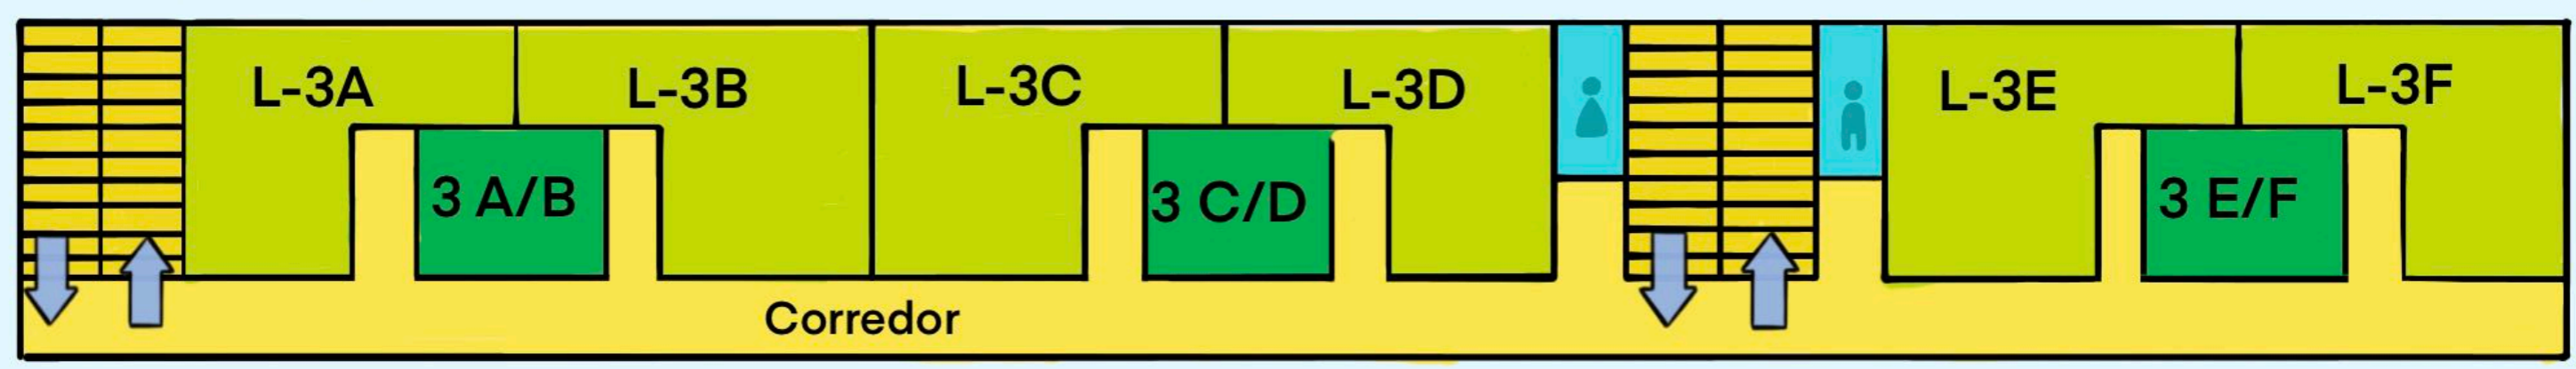 L-3A
L-3B
L-3C
L-3D
L-3E
L-3F
3 A/B
3 C/D
3 E/F
Corredor